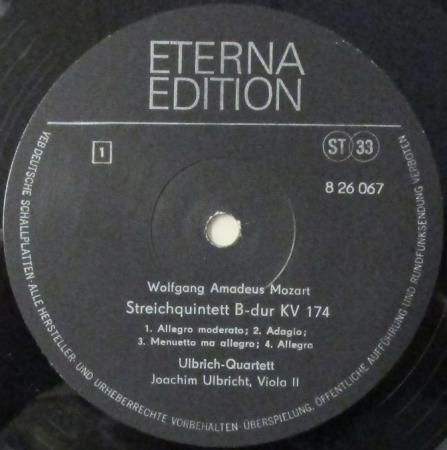 ETERNA
EDITION
1
ST 33
8 26 067
Wolfgang Amadeus Mozart
Streichquintett B-dur KV 174
1. Allegro moderato; 2. Adagio;
3. Menuetto ma allegro; 4. Allegro
Ulbrich-Quartett
Joachim Ulbricht, Viola II
VEB DEUTSCHE SCHALLPLATTEN·ALLE HERSTELLER- UND URHEBERRECHTE VORBEHALTEN·ÜBERSPIELUNG, ÖFFENTLICHE AUFFÜHRUNG UND RUNDFUNKSENDUNG VERBOTEN